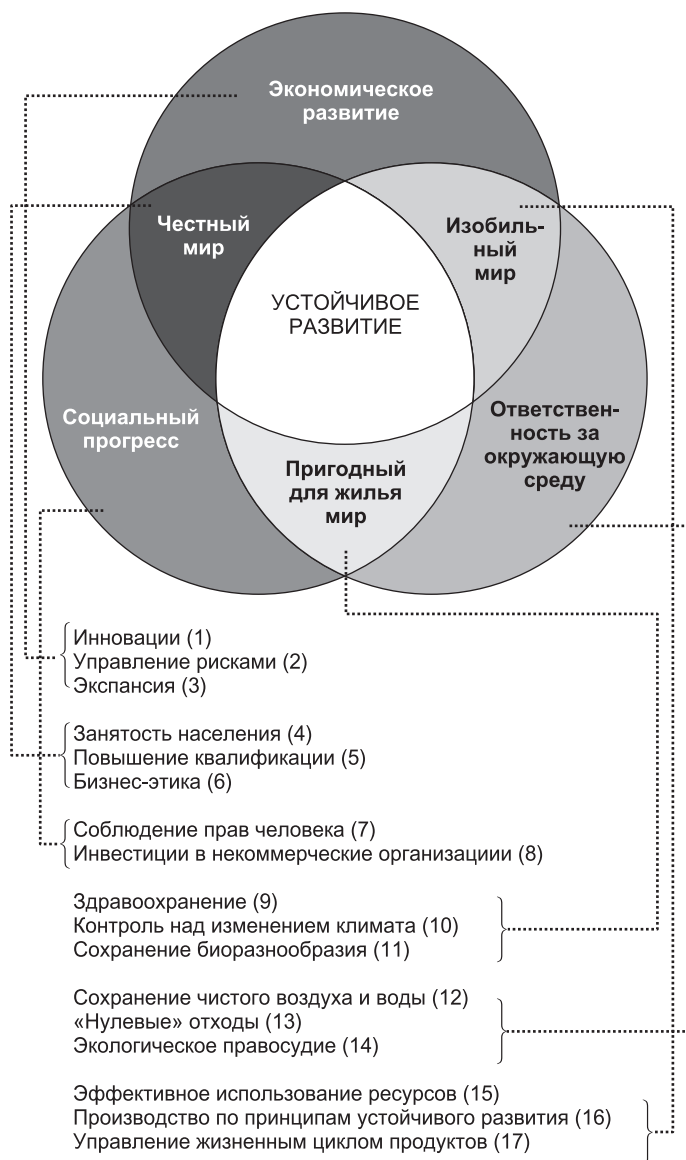 Экономическое
развитие
Честный
мир
Изобиль-
ный
мир
УСТОЙЧИВОЕ
РАЗВИТИЕ
Социальный
прогресс
Ответствен-
ность за
окружающую
среду
Пригодный
для жилья
мир
Инновации (1)
Управление рисками (2)
Экспансия (3)
Занятость населения (4)
Повышение квалификации (5)
Бизнес-этика (6)
Соблюдение прав человека (7)
Инвестиции в некоммерческие организациии (8)
Здравоохранение (9)
Контроль над изменением климата (10)
Сохранение биоразнообразия (11)
Сохранение чистого воздуха и воды (12)
«Нулевые» отходы (13)
Экологическое правосудие (14)
Эффективное использование ресурсов (15)
Производство по принципам устойчивого развития (16)
Управление жизненным циклом продуктов (17)